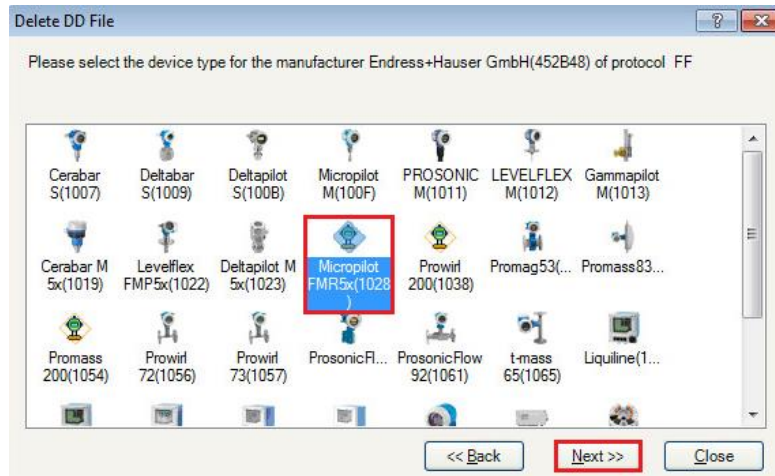 Delete DD File
Please select the device type for the manufacturer Endress+Hauser GmbH(452B48) of protocol FF
Cerabar S(1007)
Deltabar S(1009)
Deltapilot S(100B)
Micropilot M(100F)
PROSONIC M(1011)
LEVELFLEX M(1012)
Gammapilot M(1013)
Cerabar M 5x(1019)
Levelflex FMP5x(1022)
Deltapilot M 5x(1023)
Micropilot FMR5x(1028)
Prowirl 200(1038)
Promag53(...
Promass83...
Promass 200(1054)
Prowirl 72(1056)
Prowirl 73(1057)
ProsonicFl...
ProsonicFlow 92(1061)
t-mass 65(1065)
Liquiline(1...
<< Back
Next >>
Close